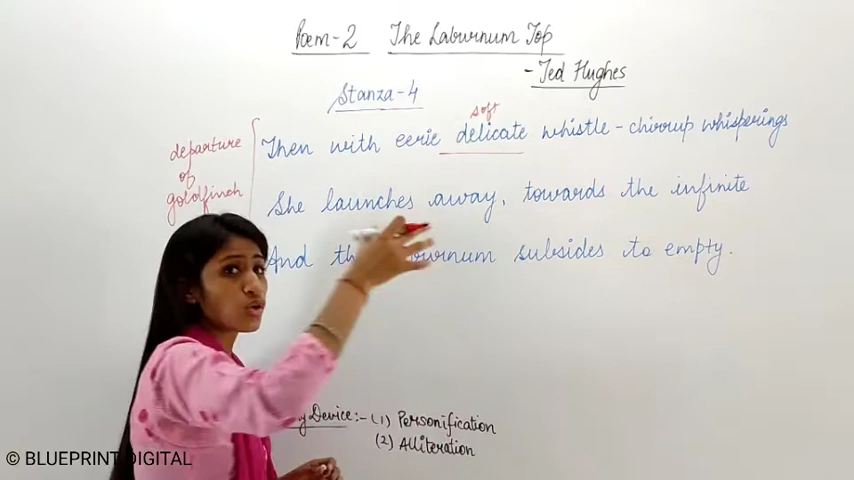 Poem-2 The Laburnum Top
- Ted Hughes
Stanza-4
soft
Then with eerie delicate whistle-chirrup whisperings
She launches away, towards the infinite
And the subsides to empty.
departure
of
goldfinch
Device:- (1) Personification
(2) Alliteration
© BLUEPRINT DIGITAL